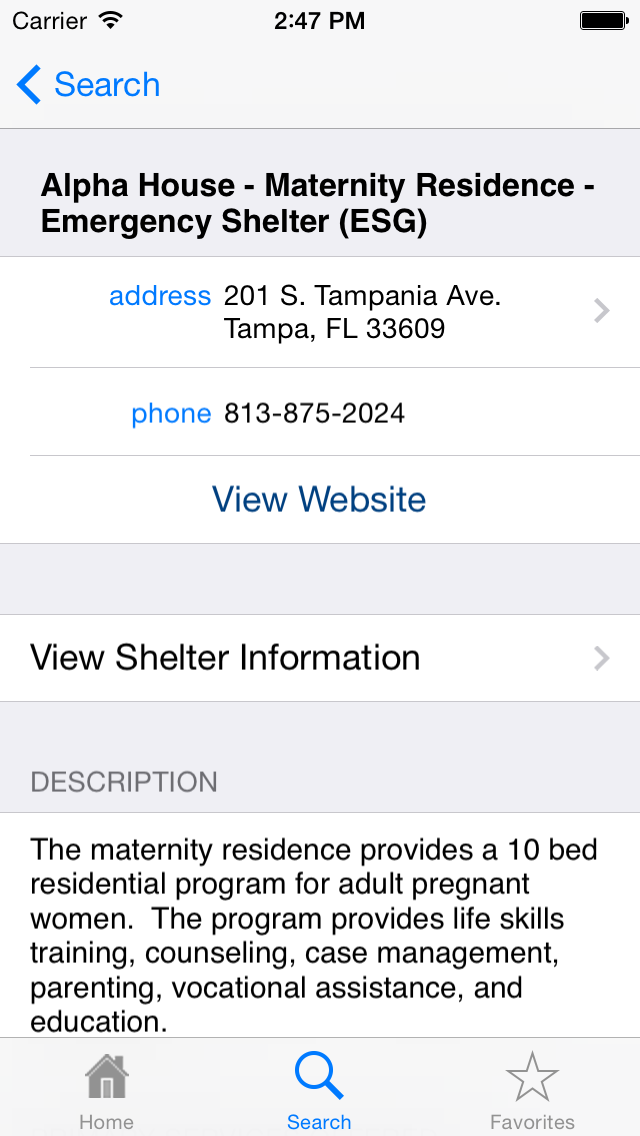 Carrier 2:47 PM
Search
Alpha House - Maternity Residence -
Emergency Shelter (ESG)
address 201 S. Tampania Ave.
Tampa, FL 33609
phone 813-875-2024
View Website
View Shelter Information
DESCRIPTION
The maternity residence provides a 10 bed
residential program for adult pregnant
women.  The program provides life skills
training, counseling, case management,
parenting, vocational assistance, and
education.
Home Search Favorites